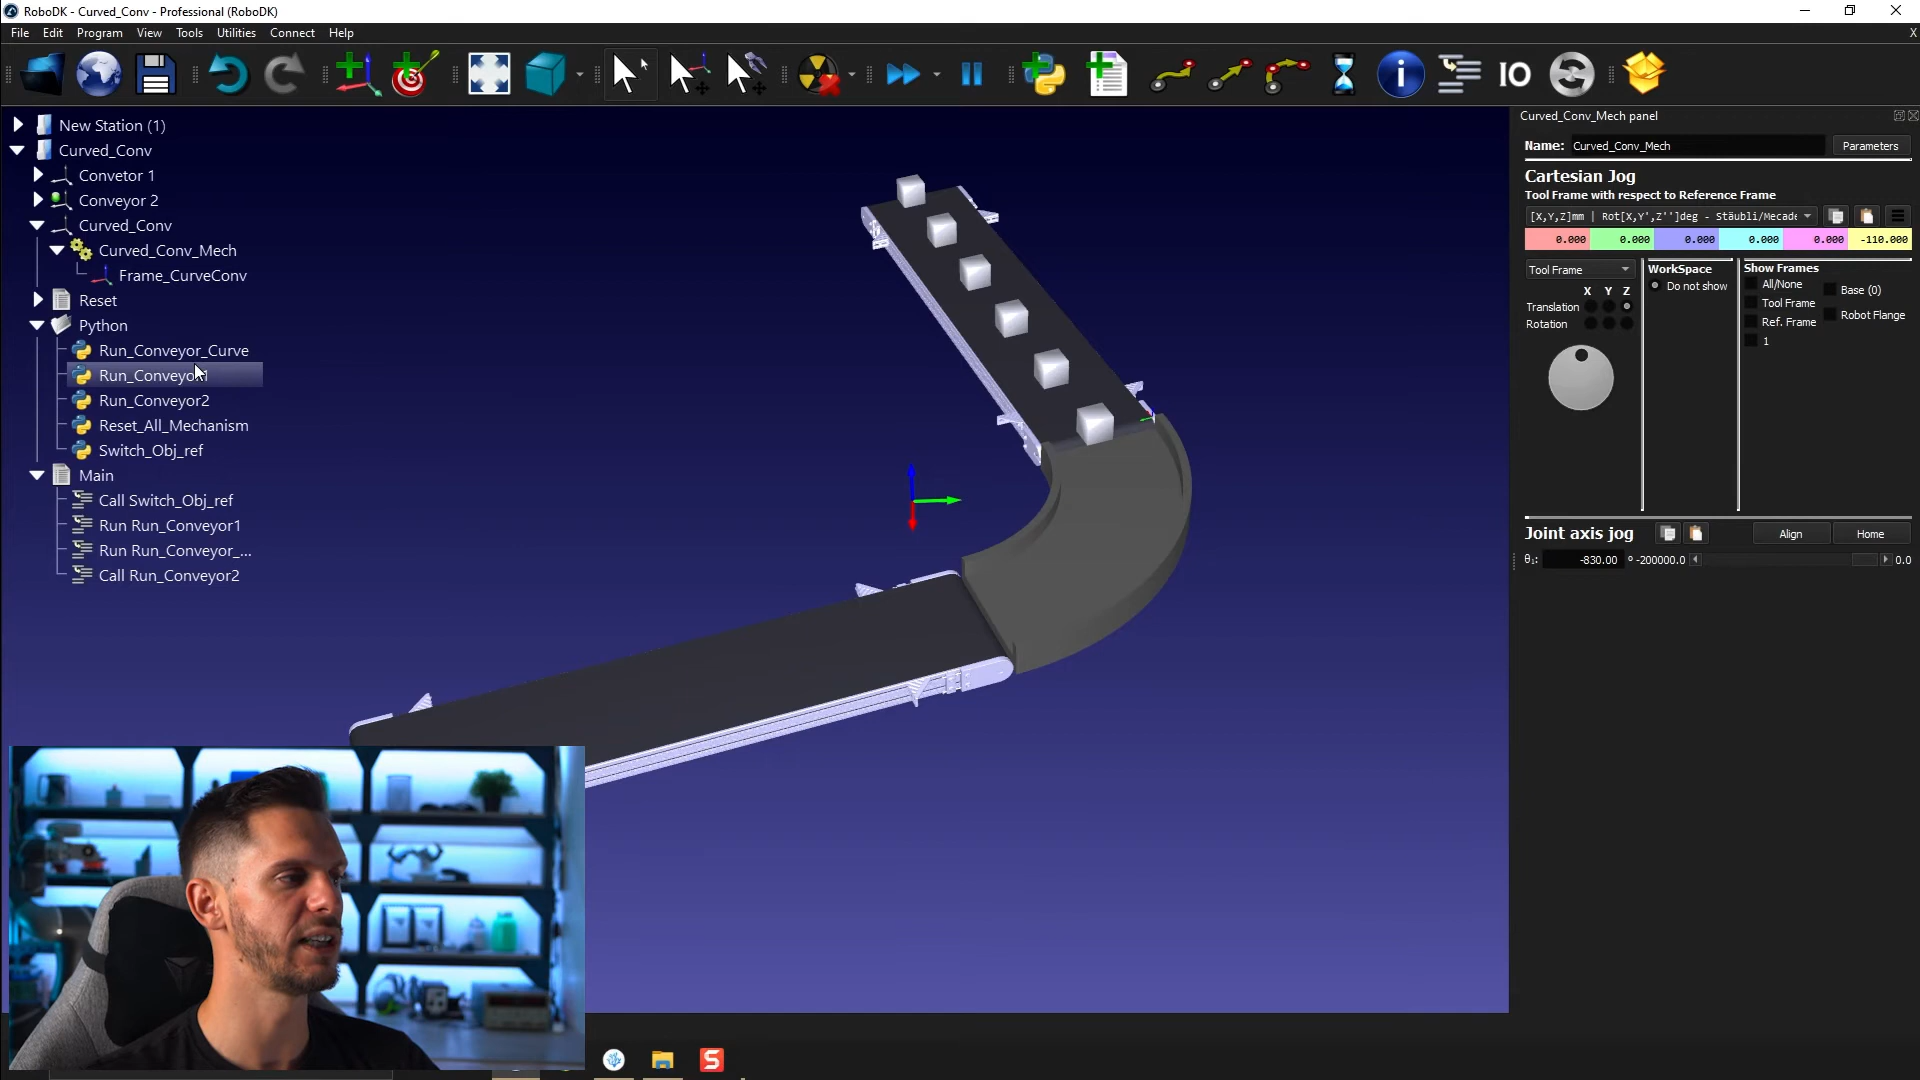 RoboDK - Curved_Conv - Professional (RoboDK)
File Edit Program View Tools Utilities Connect Help X
IO
New Station (1)
Curved_Conv
Convetor 1
Conveyor 2
Curved_Conv
Curved_Conv_Mech
Frame_CurveConv
Reset
Python
Run_Conveyor_Curve
Run_Conveyor1
Run_Conveyor2
Reset_All_Mechanism
Switch_Obj_ref
Main
Call Switch_Obj_ref
Run Run_Conveyor1
Run Run_Conveyor_...
Call Run_Conveyor2
Curved_Conv_Mech panel
Name: Curved_Conv_Mech Parameters
Cartesian Jog
Tool Frame with respect to Reference Frame
[X,Y,Z]mm | Rot[X,Y',Z'']deg - Stäubli/Mecade
0.000 0.000 0.000 0.000 0.000 -110.000
Tool Frame
X Y Z
Translation
Rotation
WorkSpace
Do not show
Show Frames
All/None Base (0)
Tool Frame
Ref. Frame Robot Flange
1
Joint axis jog Align Home
θ₁: -830.00 º -200000.0 0.0
S